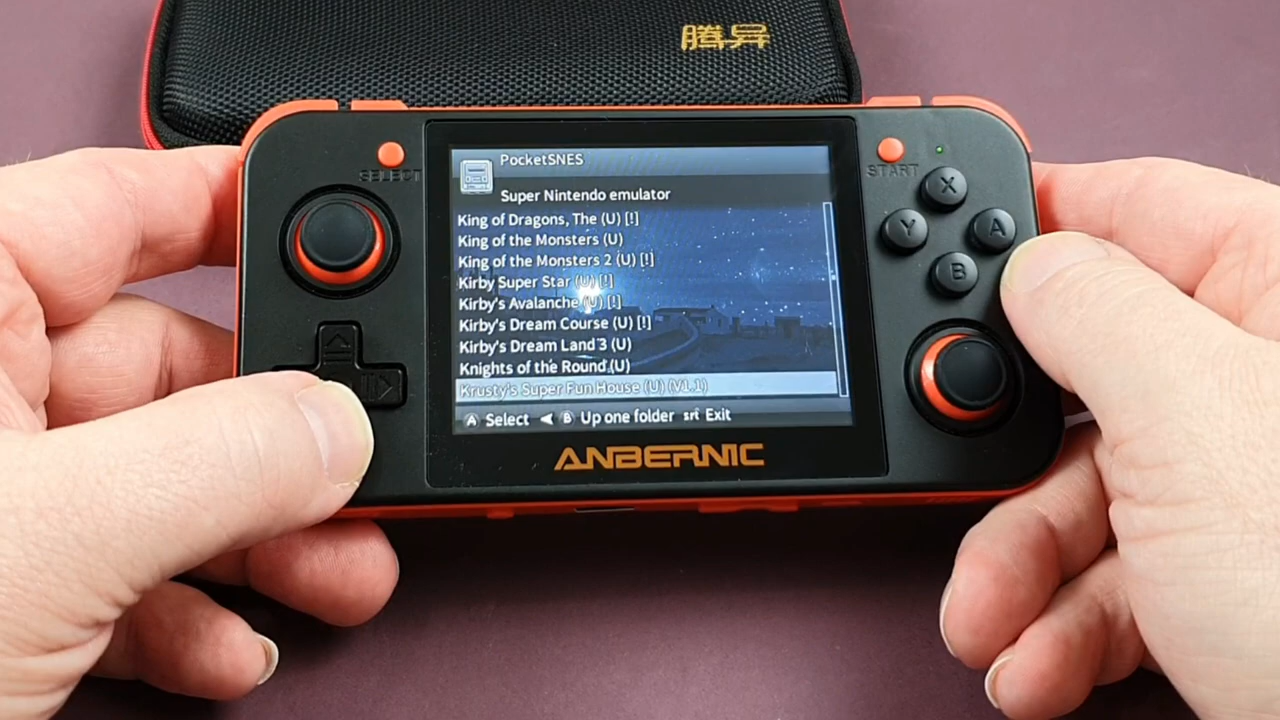 腾异
SELECT
START
X
Y
A
B
PocketSNES
Super Nintendo emulator
King of Dragons, The (U) [!]
King of the Monsters (U)
King of the Monsters 2 (U) [!]
Kirby Super Star (U) [!]
Kirby's Avalanche (U) [!]
Kirby's Dream Course (U) [!]
Kirby's Dream Land 3 (U)
Knights of the Round (U)
Krusty's Super Fun House (U) (V1.1)
A Select ◄ B Up one folder srt Exit
ANBERNIC